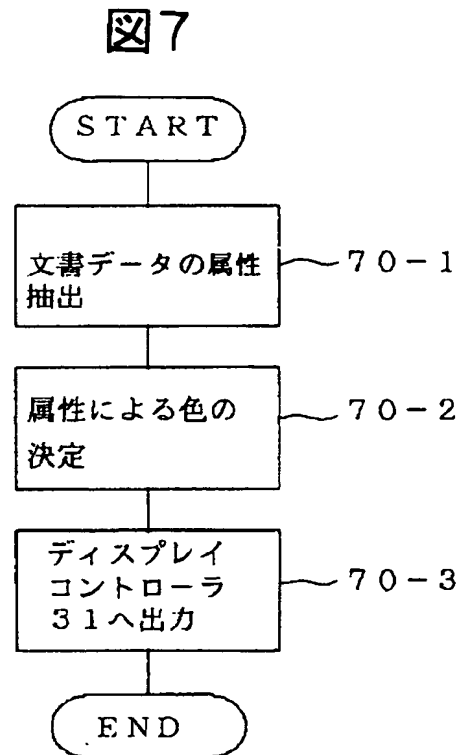 図7
START
文書データの属性
抽出
70-1
属性による色の
決定
70-2
ディスプレイ
コントローラ
31へ出力
70-3
END